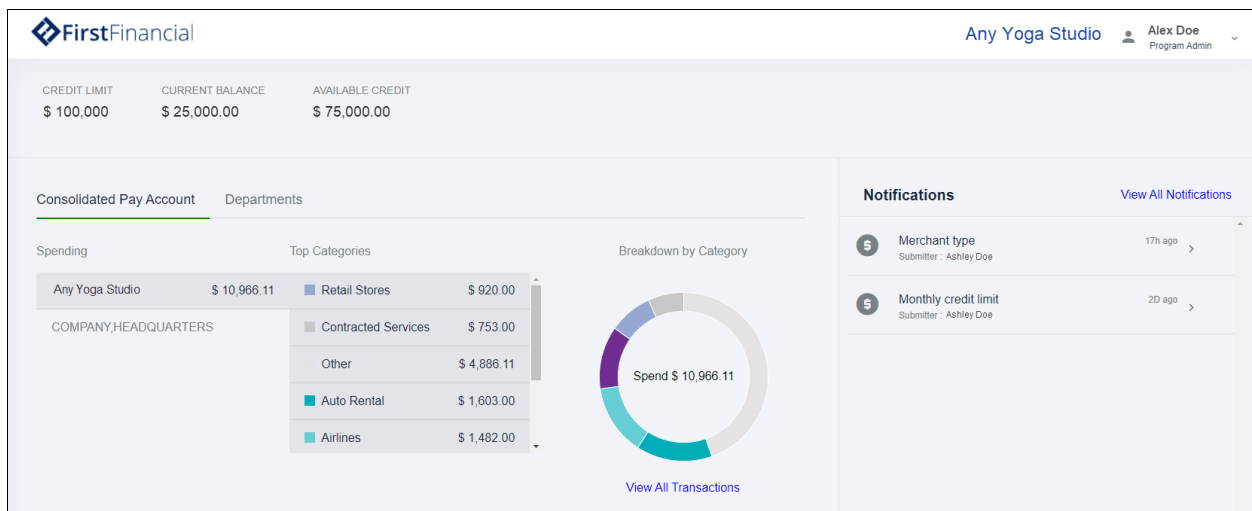 FirstFinancial
Any Yoga Studio
Alex Doe
Program Admin
CREDIT LIMIT CURRENT BALANCE AVAILABLE CREDIT
$ 100,000 $ 25,000.00 $ 75,000.00
Consolidated Pay Account Departments
Spending Top Categories Breakdown by Category
Any Yoga Studio $ 10,966.11
COMPANY,HEADQUARTERS
Retail Stores $ 920.00
Contracted Services $ 753.00
Other $ 4,886.11
Auto Rental $ 1,603.00
Airlines $ 1,482.00
Spend $ 10,966.11
View All Transactions
Notifications View All Notifications
Merchant type 17h ago
Submitter : Ashley Doe
Monthly credit limit 2D ago
Submitter : Ashley Doe